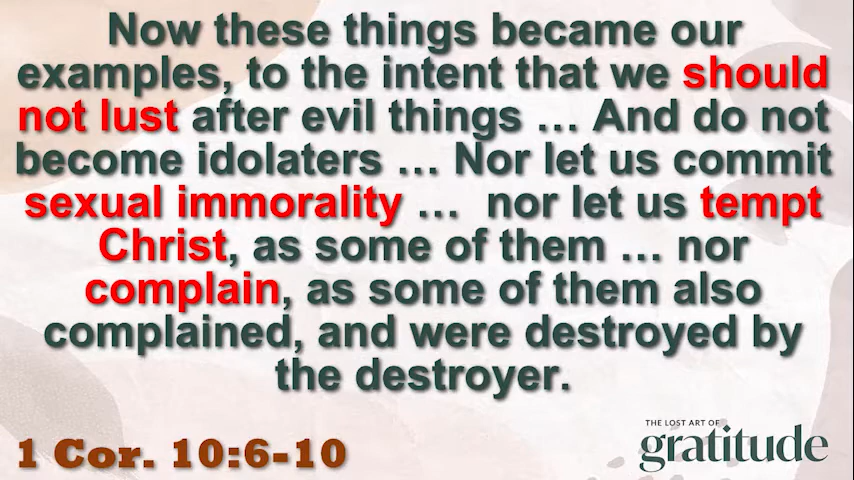 Now these things became our
examples, to the intent that we should
not lust after evil things ... And do not
become idolaters ... Nor let us commit
sexual immorality ... nor let us tempt
Christ, as some of them ... nor
complain, as some of them also
complained, and were destroyed by
the destroyer.
1 Cor. 10:6-10
THE LOST ART OF
gratitude